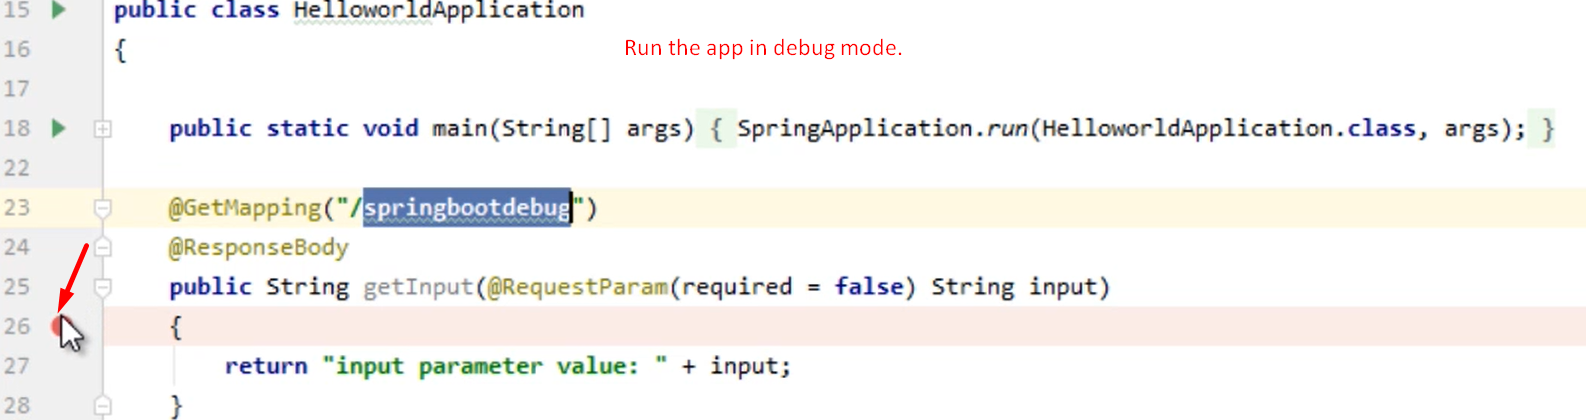 15 public class HelloworldApplication
16 {
Run the app in debug mode.
17
18 public static void main(String[] args) { SpringApplication.run(HelloworldApplication.class, args); }
22
23 @GetMapping("/springbootdebug")
24 @ResponseBody
25 public String getInput(@RequestParam(required = false) String input)
26 {
27 return "input parameter value: " + input;
28 }